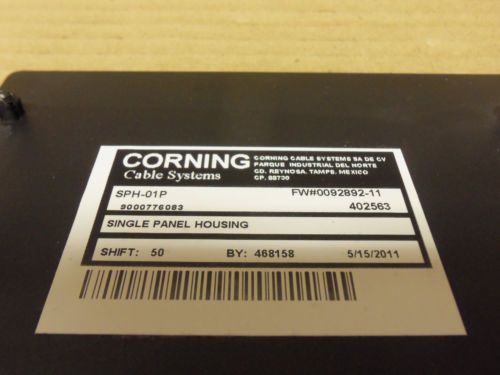 CORNING
Cable Systems
CORNING CABLE SYSTEMS SA DE CV
PARQUE INDUSTRIAL DEL NORTE
CD. REYNOSA, TAMPS. MEXICO
CP. 88736
SPH-01P FW#0092892-11
9000776083 402563
SINGLE PANEL HOUSING
SHIFT: 50 BY: 468158 5/15/2011